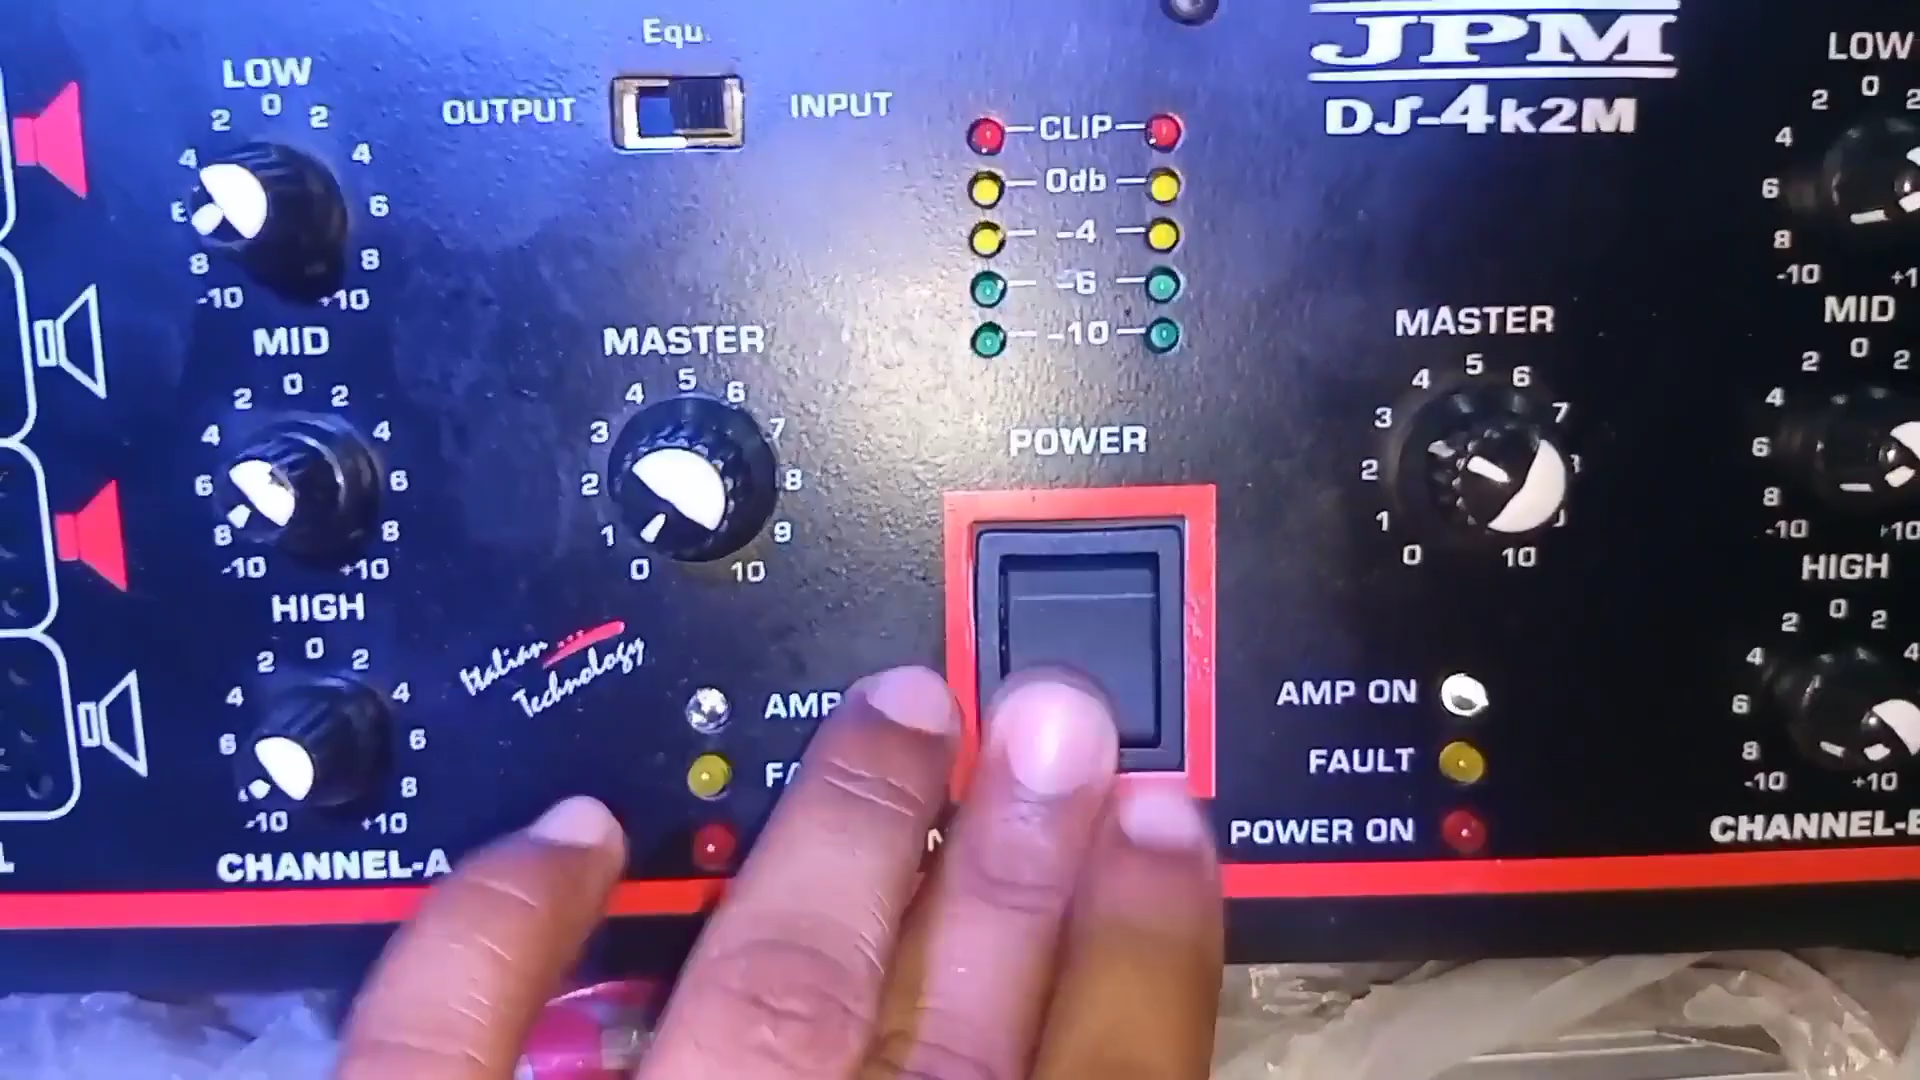 Equ.
OUTPUT
INPUT
JPM
DJ-4K2M
LOW
2 0 2
4 4
6
8 8
-10 +10
MID
2 0 2
4 4
6 6
8 8
-10 +10
HIGH
2 0 2
4 4
6 6
8
-10 +10
CHANNEL-A
MASTER
0 1 2 3 4 5 6 7 8 9 10
Italian
Technology
AMP
CLIP
0db
-4
-6
-10
POWER
MASTER
0 1 2 3 4 5 6 7
10
AMP ON
FAULT
POWER ON
LOW
2 0 2
4
6
8
-10
MID
2 0 2
4
6
8
-10 +10
HIGH
2 0 2
4 4
6
8
-10 +10